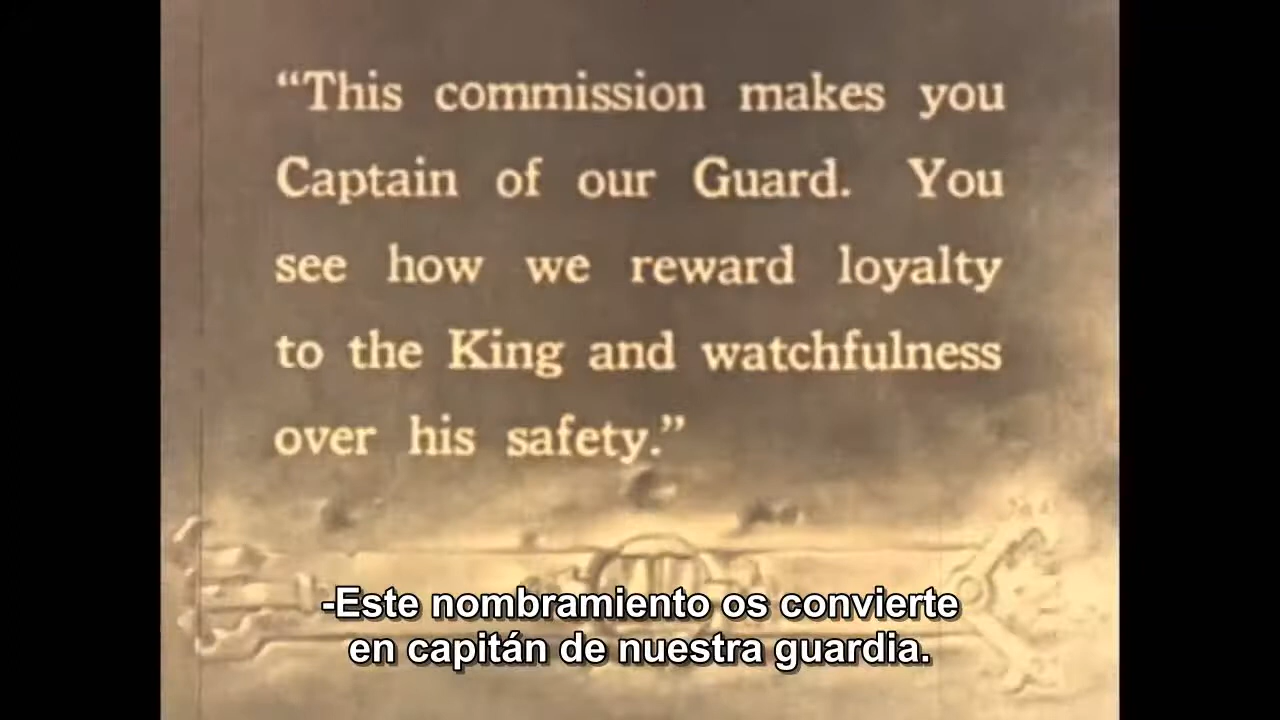 “This commission makes you
Captain of our Guard. You
see how we reward loyalty
to the King and watchfulness
over his safety.”
-Este nombramiento os convierte
en capitán de nuestra guardia.